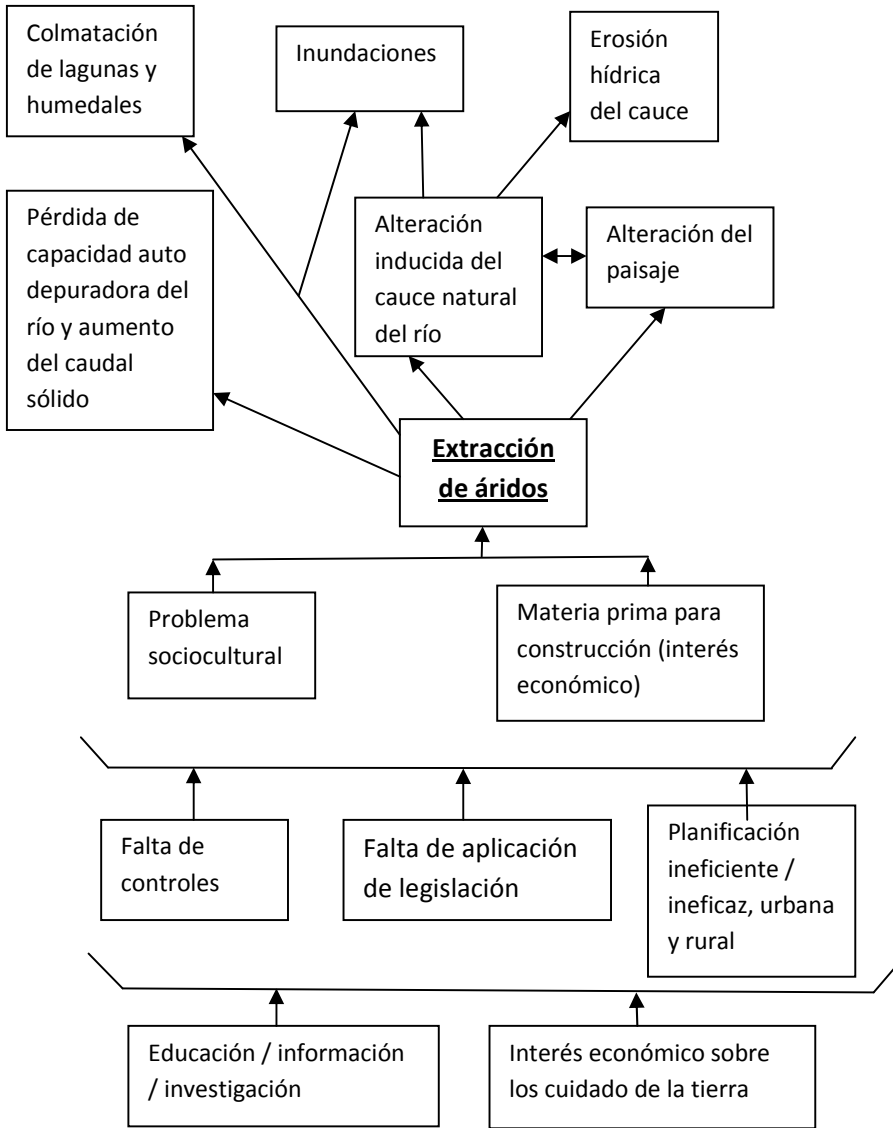 Colmatación
de lagunas y
humedales
Inundaciones
Erosión
hídrica
del cauce
Pérdida de
capacidad auto
depuradora del
río y aumento
del caudal
sólido
Alteración
inducida del
cauce natural
del río
Alteración del
paisaje
Extracción
de áridos
Problema
sociocultural
Materia prima para
construcción (interés
económico)
Falta de
controles
Falta de aplicación
de legislación
Planificación
ineficiente /
ineficaz, urbana
y rural
Educación / información
/ investigación
Interés económico sobre
los cuidado de la tierra